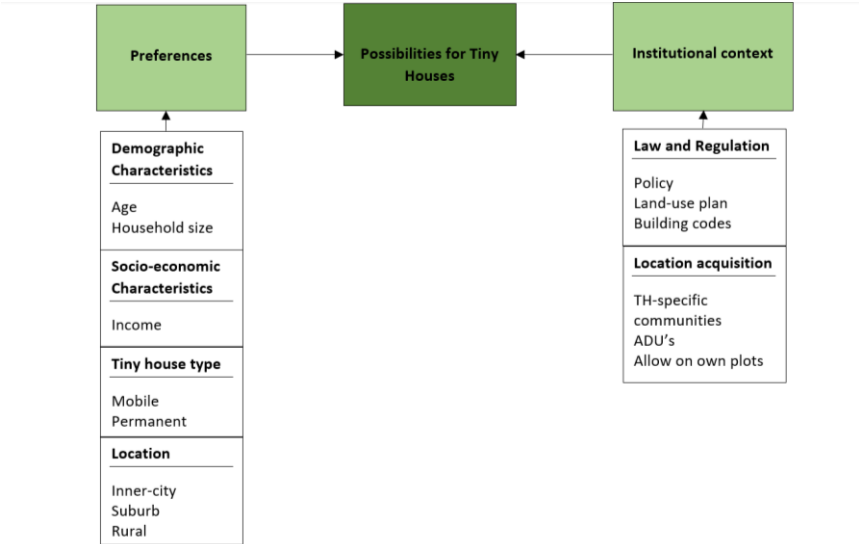 Preferences
Possibilities for Tiny
Houses
Institutional context
Demographic
Characteristics
Age
Household size
Socio-economic
Characteristics
Income
Tiny house type
Mobile
Permanent
Location
Inner-city
Suburb
Rural
Law and Regulation
Policy
Land-use plan
Building codes
Location acquisition
TH-specific
communities
ADU's
Allow on own plots